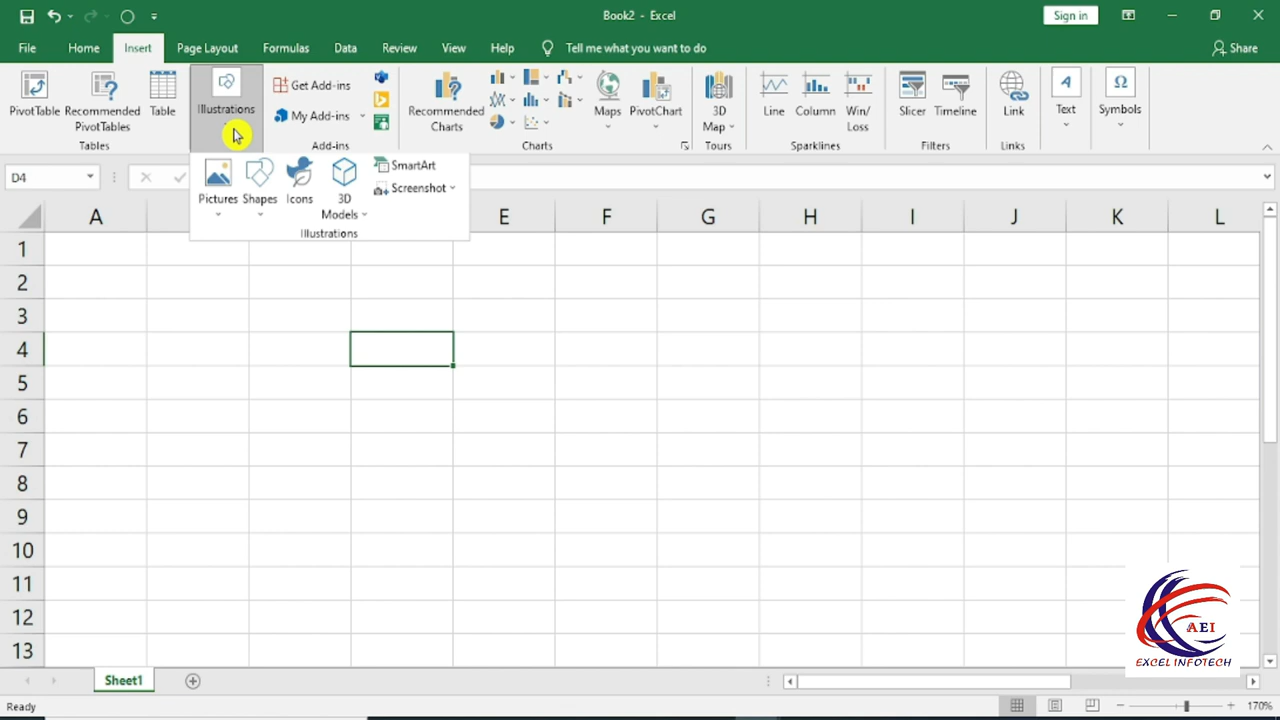 Book2 - Excel
Sign in
File Home Insert Page Layout Formulas Data Review View Help Tell me what you want to do Share
PivotTable
Recommended
PivotTables
Table
Tables
Illustrations
Get Add-ins
My Add-ins
Add-ins
Recommended
Charts
Maps
PivotChart
Charts
3D
Map
Tours
Line
Column
Win/
Loss
Sparklines
Slicer
Timeline
Filters
Link
Links
Text
Symbols
D4
Pictures
Shapes
Icons
3D
Models
SmartArt
Screenshot
Illustrations
A E F G H I J K L
1
2
3
4
5
6
7
8
9
10
11
12
13
AEI
EXCEL INFOTECH
Sheet1
Ready
170%